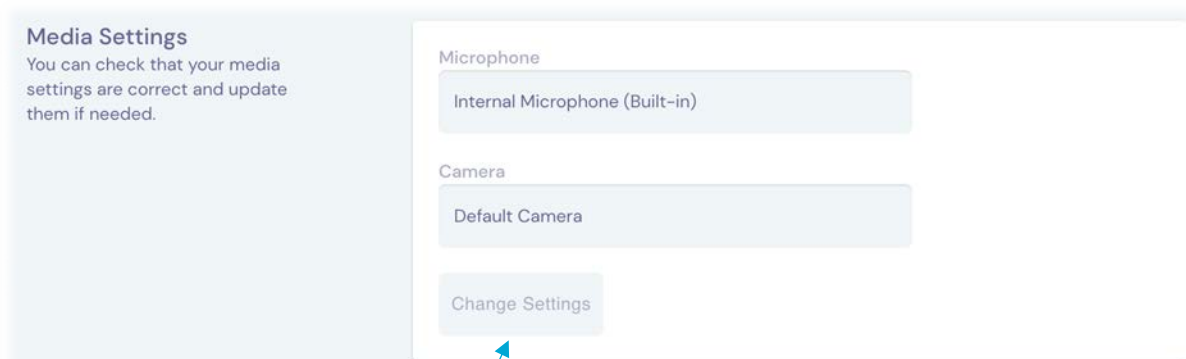 Media Settings
You can check that your media
settings are correct and update
them if needed.
Microphone
Internal Microphone (Built-in)
Camera
Default Camera
Change Settings